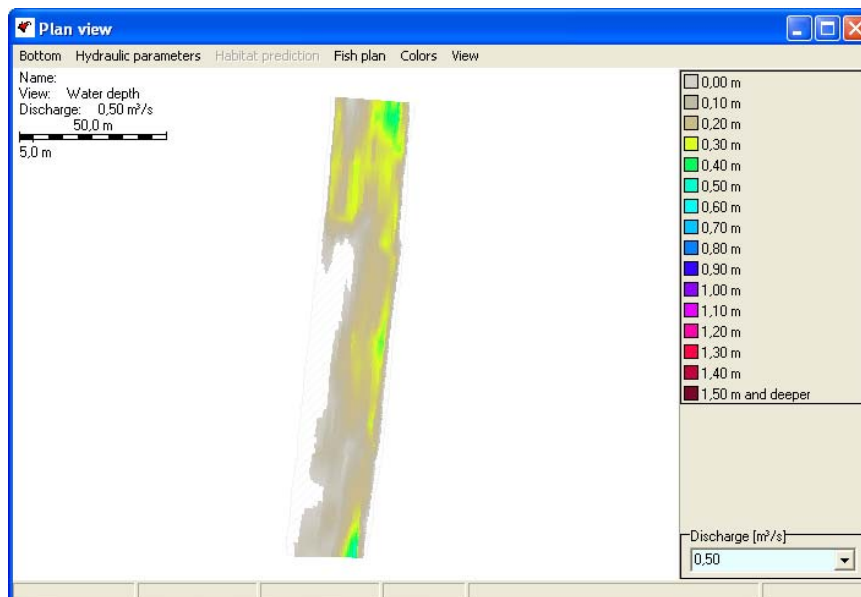 Plan view
Bottom Hydraulic parameters Habitat prediction Fish plan Colors View
Name:
View: Water depth
Discharge: 0,50 m³/s
50,0 m
5,0 m
0,00 m
0,10 m
0,20 m
0,30 m
0,40 m
0,50 m
0,60 m
0,70 m
0,80 m
0,90 m
1,00 m
1,10 m
1,20 m
1,30 m
1,40 m
1,50 m and deeper
Discharge [m³/s]
0,50